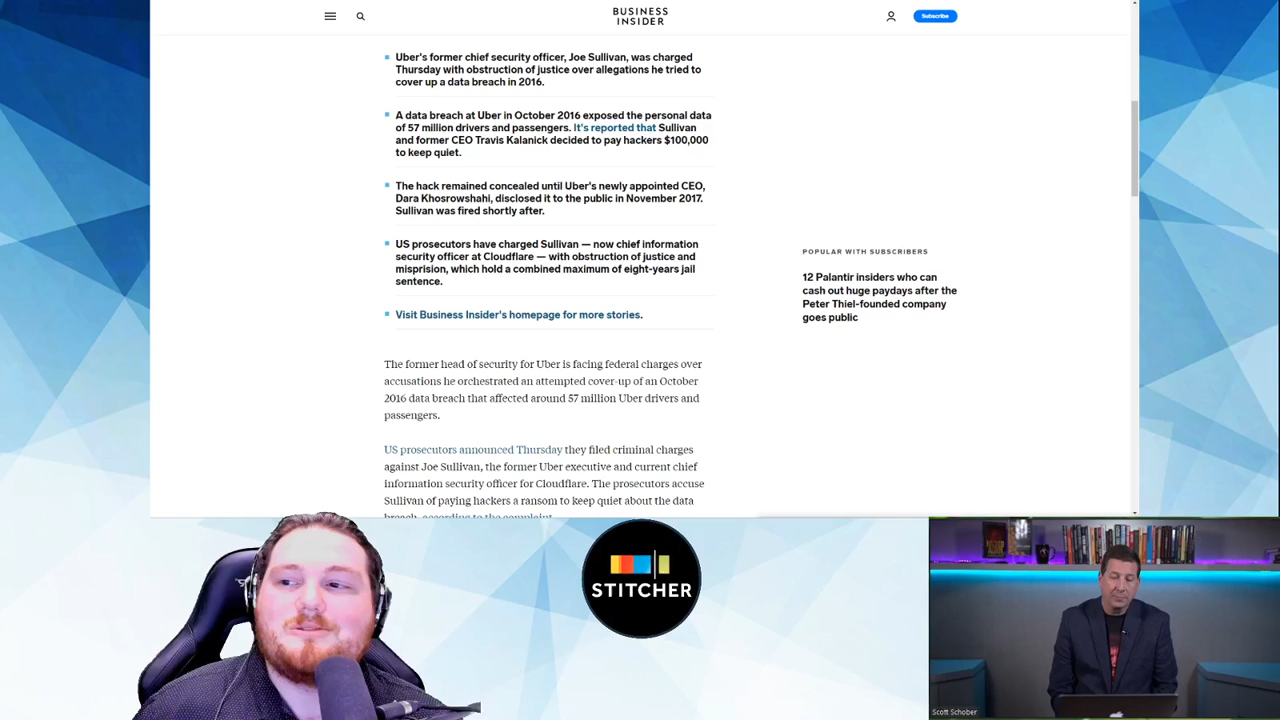 BUSINESS
INSIDER
Subscribe
Uber's former chief security officer, Joe Sullivan, was charged
Thursday with obstruction of justice over allegations he tried to
cover up a data breach in 2016.
A data breach at Uber in October 2016 exposed the personal data
of 57 million drivers and passengers. It's reported that Sullivan
and former CEO Travis Kalanick decided to pay hackers $100,000
to keep quiet.
The hack remained concealed until Uber's newly appointed CEO,
Dara Khosrowshahi, disclosed it to the public in November 2017.
Sullivan was fired shortly after.
US prosecutors have charged Sullivan — now chief information
security officer at Cloudflare — with obstruction of justice and
misprision, which hold a combined maximum of eight-years jail
sentence.
Visit Business Insider's homepage for more stories.
The former head of security for Uber is facing federal charges over
accusations he orchestrated an attempted cover-up of an October
2016 data breach that affected around 57 million Uber drivers and
passengers.
US prosecutors announced Thursday they filed criminal charges
against Joe Sullivan, the former Uber executive and current chief
information security officer for Cloudflare. The prosecutors accuse
Sullivan of paying hackers a ransom to keep quiet about the data
breach, according to the complaint.
POPULAR WITH SUBSCRIBERS
12 Palantir insiders who can
cash out huge paydays after the
Peter Thiel-founded company
goes public
STITCHER
Scott Schober